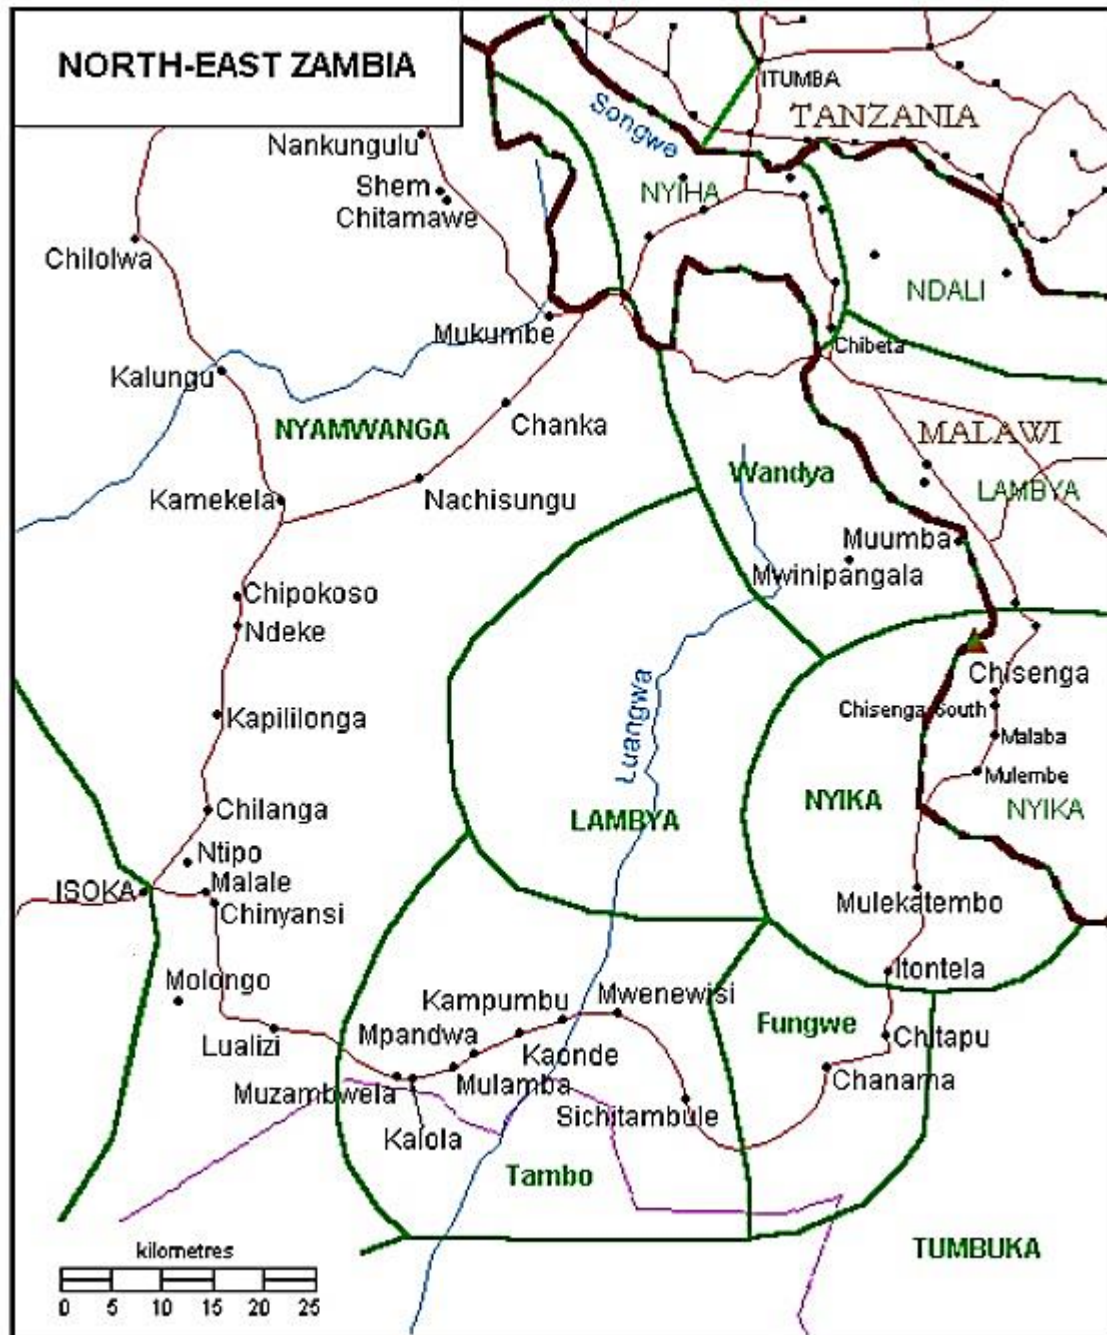 NORTH-EAST ZAMBIA
ITUMBA
Songwe
TANZANIA
Nankungulu
Shem
NYIHA
Chitamawe
Chilolwa
NDALI
Mukumbe
Chibeta
Kalungu
Chanka
NYAMWANGA
MALAWI
Wandya
Kamekela
Nachisungu
LAMBYA
Muumba
Mwinipangala
Chipokoso
Ndeke
Chisenga
Luangwa
Kapililonga
Chisenga South
Malaba
Mulembe
Chilanga
NYIKA
NYIKA
LAMBYA
Ntipo
ISOKA
Malale
Chinyansi
Mulekatembo
Molongo
Itontela
Kampumbu
Mwenewisi
Fungwe
Lualizi
Mpandwa
Kaonde
Chitapu
Muzambwela
Mulamba
Chanama
Kalola
Sichitambule
Tambo
TUMBUKA
kilometres
0 5 10 15 20 25